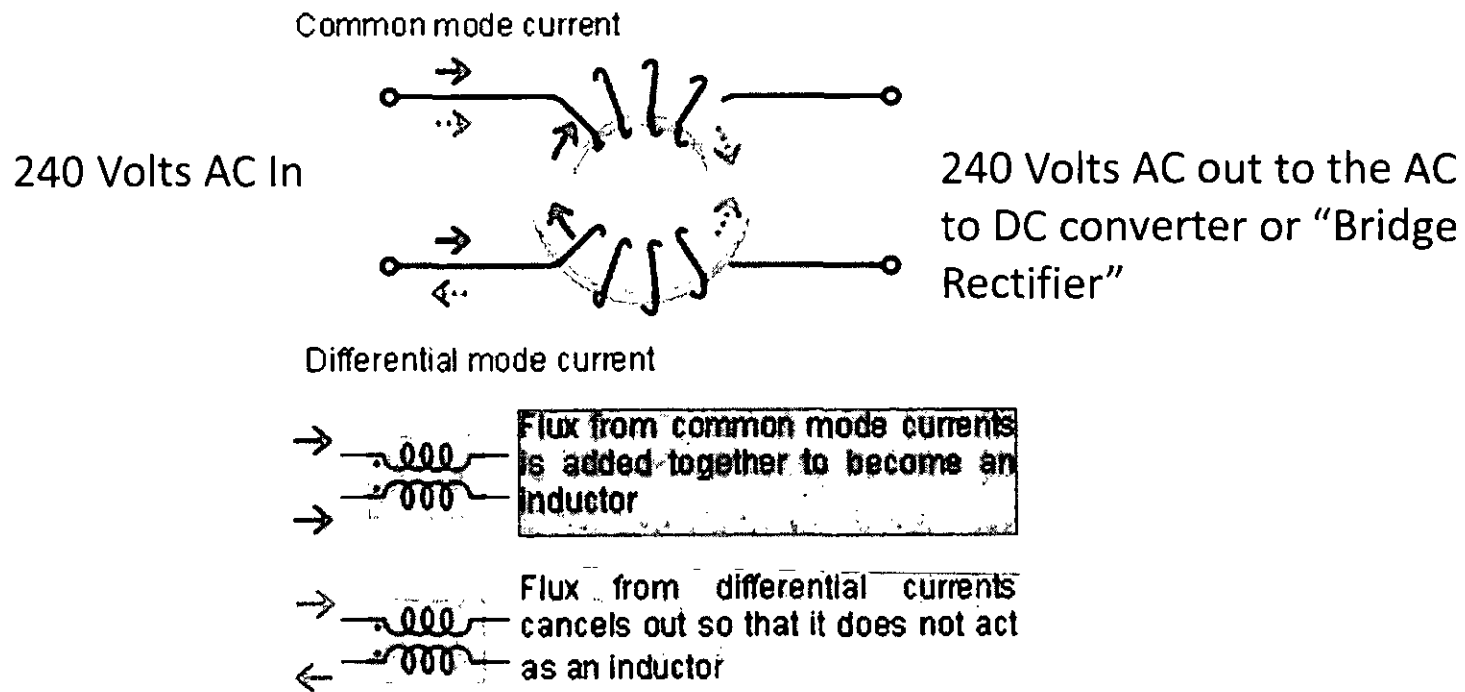 Common mode current
240 Volts AC In
240 Volts AC out to the AC
to DC converter or “Bridge
Rectifier”
Differential mode current
Flux from common mode currents
is added together to become an
inductor
Flux from differential currents
cancels out so that it does not act
as an inductor